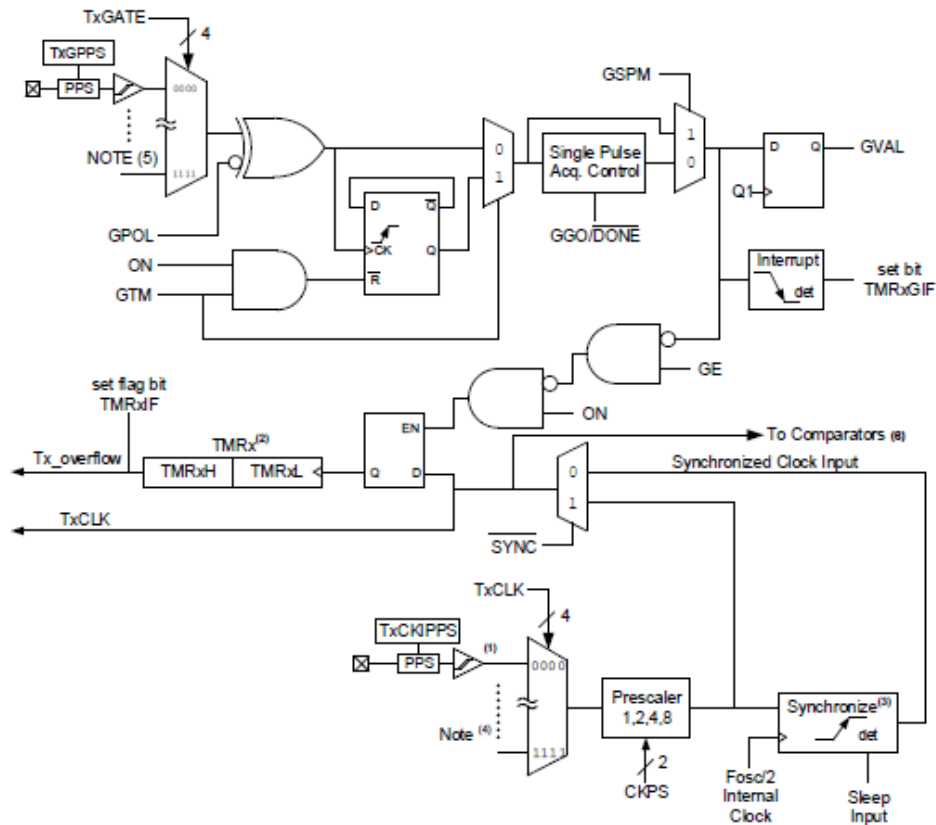 TxGATE
4
TxGPPS
PPS
0000
NOTE (5)
1111
GPOL
ON
GTM
D
Q
CK
Q
R
0
1
Single Pulse
Acq. Control
GGO/DONE
GSPM
1
0
D
Q
GVAL
Q1
Interrupt
det
set bit
TMRxGIF
GE
ON
set flag bit
TMRxIF
TMRx(2)
Tx_overflow
TMRxH
TMRxL
EN
Q
D
TxCLK
To Comparators (6)
Synchronized Clock Input
0
1
SYNC
TxCLK
4
TxCKIPPS
PPS
(1)
0000
Note (4)
1111
Prescaler
1,2,4,8
2
CKPS
Synchronize(3)
det
Fosc/2
Internal
Clock
Sleep
Input